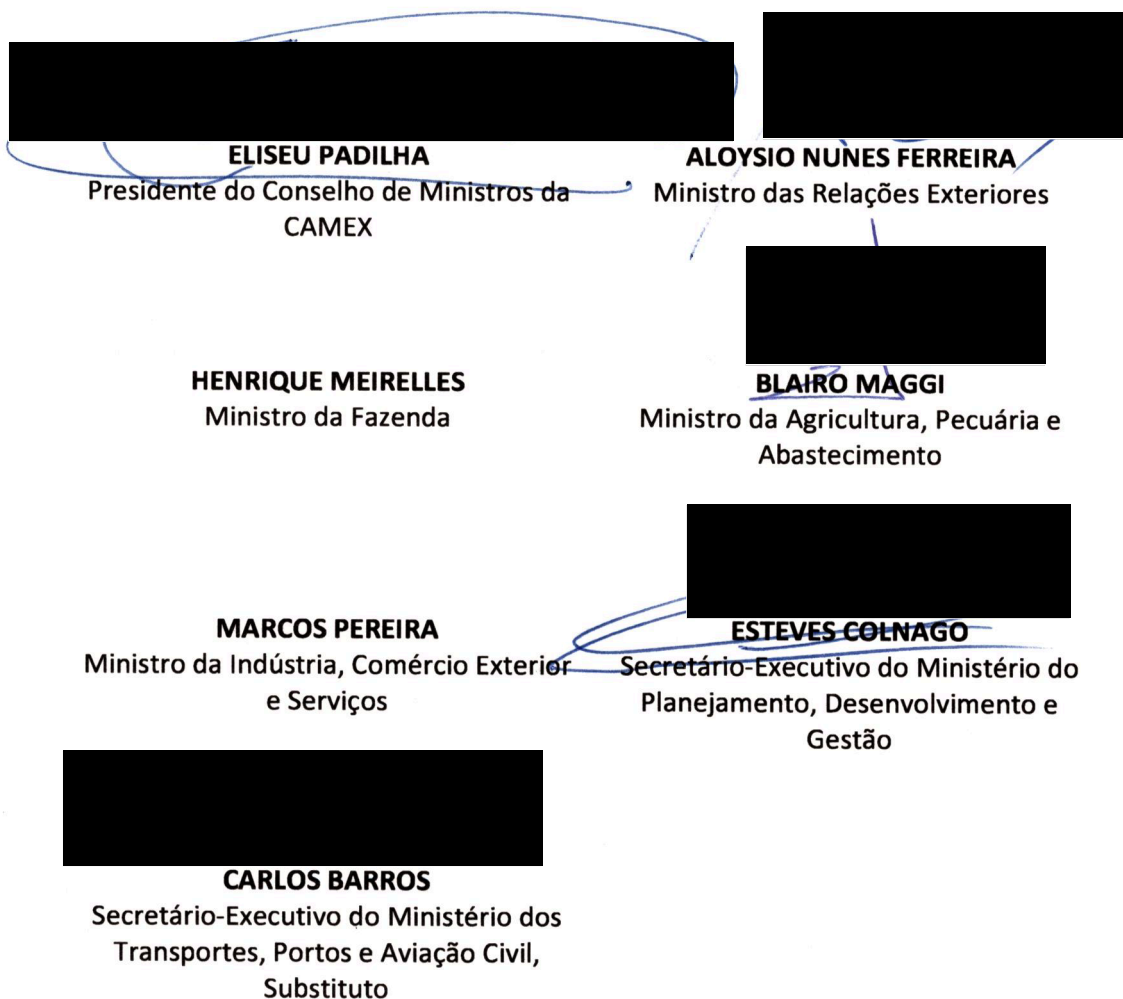 ELISEU PADILHA
Presidente do Conselho de Ministros da
CAMEX
ALOYSIO NUNES FERREIRA
Ministro das Relações Exteriores
HENRIQUE MEIRELLES
Ministro da Fazenda
BLAIRO MAGGI
Ministro da Agricultura, Pecuária e
Abastecimento
MARCOS PEREIRA
Ministro da Indústria, Comércio Exterior
e Serviços
ESTEVES COLNAGO
Secretário-Executivo do Ministério do
Planejamento, Desenvolvimento e
Gestão
CARLOS BARROS
Secretário-Executivo do Ministério dos
Transportes, Portos e Aviação Civil,
Substituto